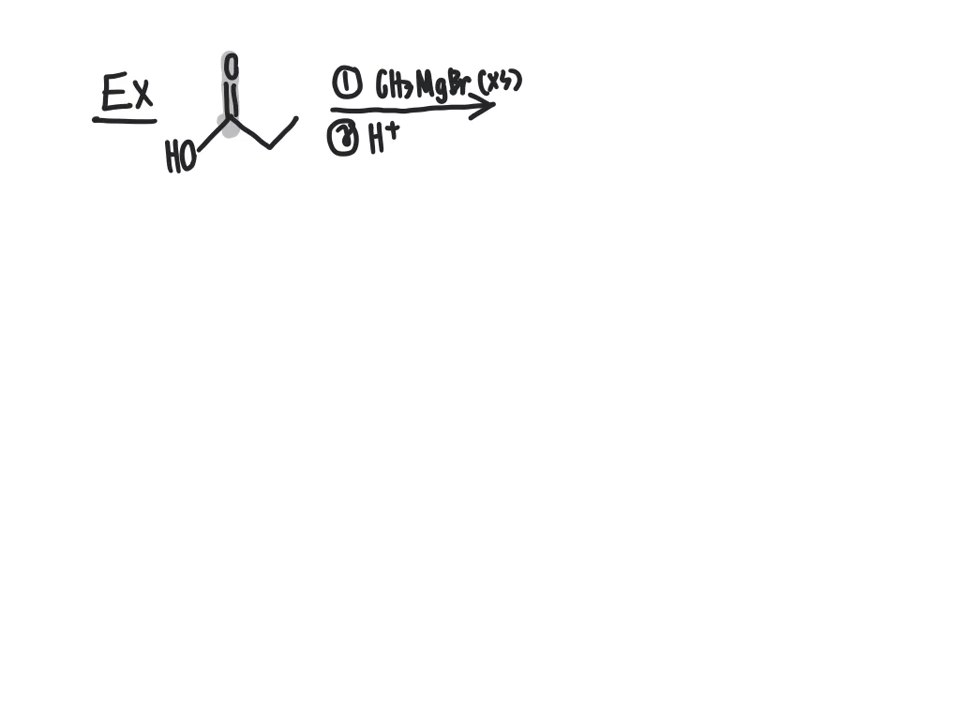 Ex
O
HO
① CH3MgBr (xs)
② H+